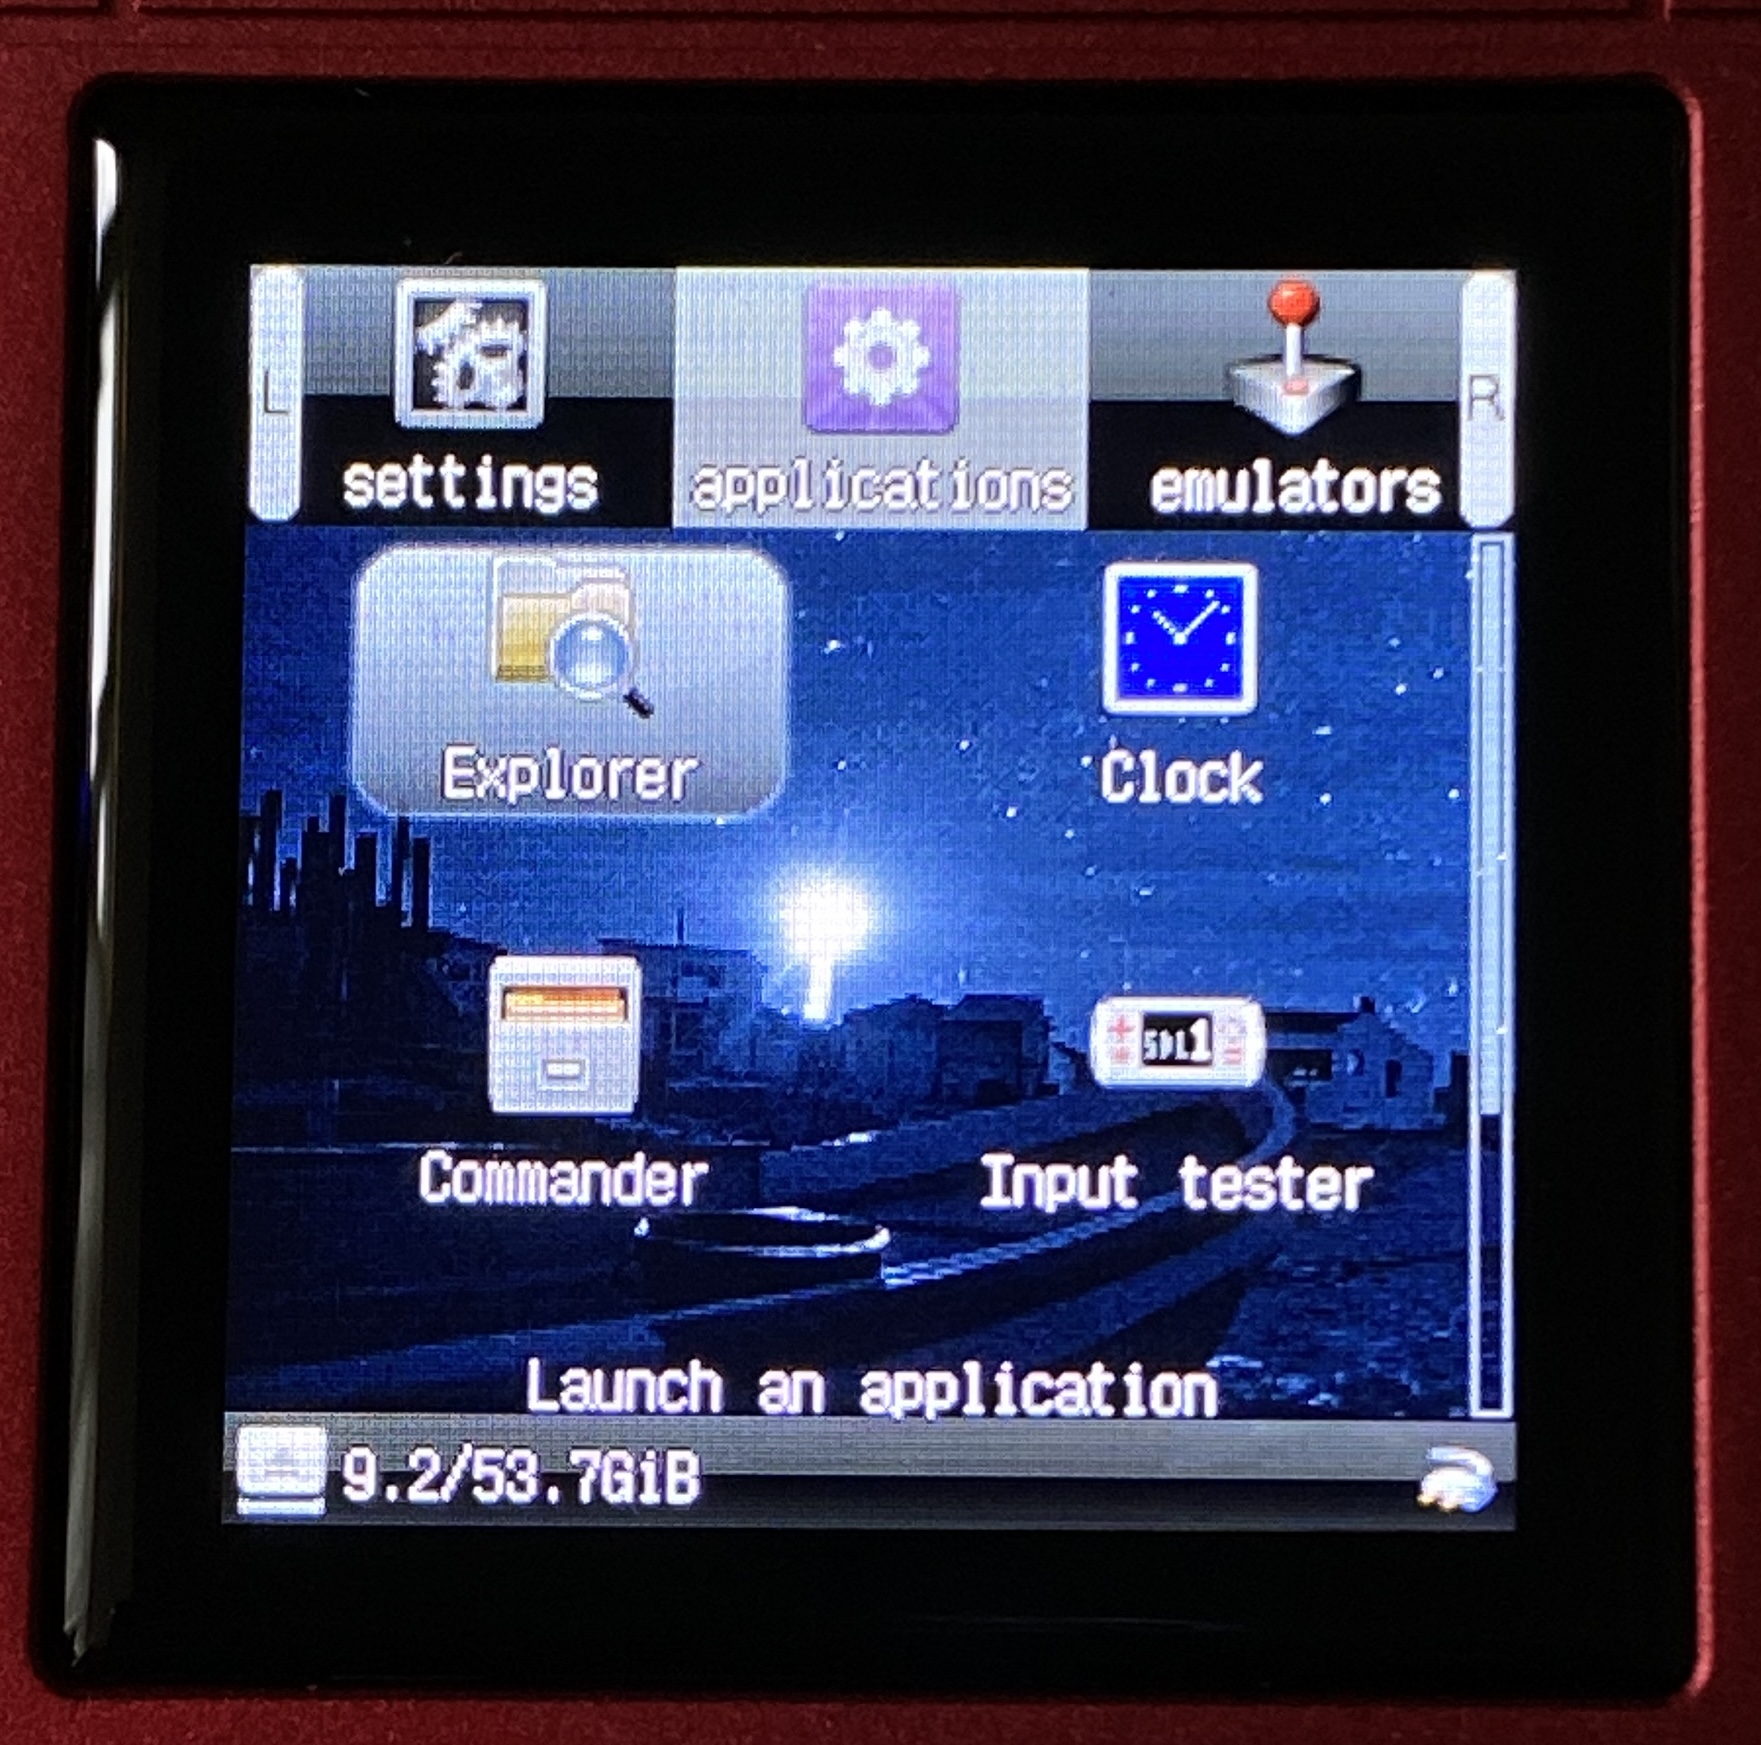 L
settings
applications
emulators
R
Explorer
Clock
SDL1
Commander
Input tester
Launch an application
9.2/53.7GiB